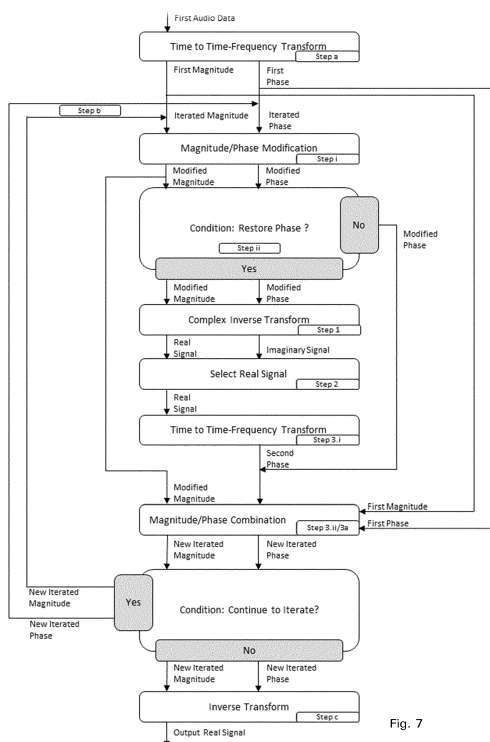 First Audio Data
Time to Time-Frequency Transform
Step a
First Magnitude
First
Phase
Step b
Iterated Magnitude
Iterated
Phase
Magnitude/Phase Modification
Step i
Modified
Magnitude
Modified
Phase
Condition: Restore Phase ?
No
Step ii
Modified
Phase
Yes
Modified
Magnitude
Modified
Phase
Complex Inverse Transform
Step 1
Real
Signal
Imaginary Signal
Select Real Signal
Step 2
Real
Signal
Time to Time-Frequency Transform
Step 3.i
Second
Phase
Modified
Magnitude
First Magnitude
Magnitude/Phase Combination
Step 3.ii/3a
First Phase
New Iterated
Magnitude
New Iterated
Phase
New Iterated
Magnitude
Yes
Condition: Continue to Iterate?
New Iterated
Phase
No
New Iterated
Magnitude
New Iterated
Phase
Inverse Transform
Step c
Output Real Signal
Fig. 7